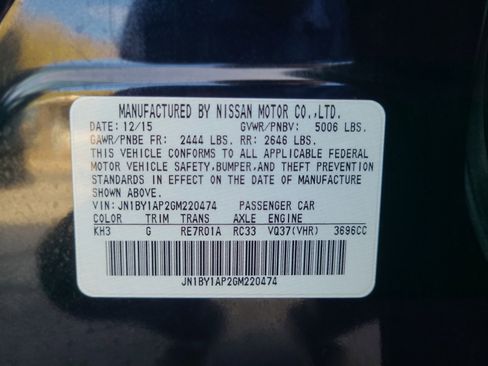 MANUFACTURED BY NISSAN MOTOR CO.,LTD.
DATE: 12/15 GVWR/PNBV: 5006 LBS.
GAWR/PNBE FR: 2444 LBS. RR: 2646 LBS.
THIS VEHICLE CONFORMS TO ALL APPLICABLE FEDERAL
MOTOR VEHICLE SAFETY,BUMPER,AND THEFT PREVENTION
STANDARDS IN EFFECT ON THE DATE OF MANUFACTURE
SHOWN ABOVE.
VIN: JN1BY1AP2GM220474 PASSENGER CAR
COLOR TRIM TRANS AXLE ENGINE
KH3 G RE7R01A RC33 VQ37(VHR) 3696CC
JN1BY1AP2GM220474